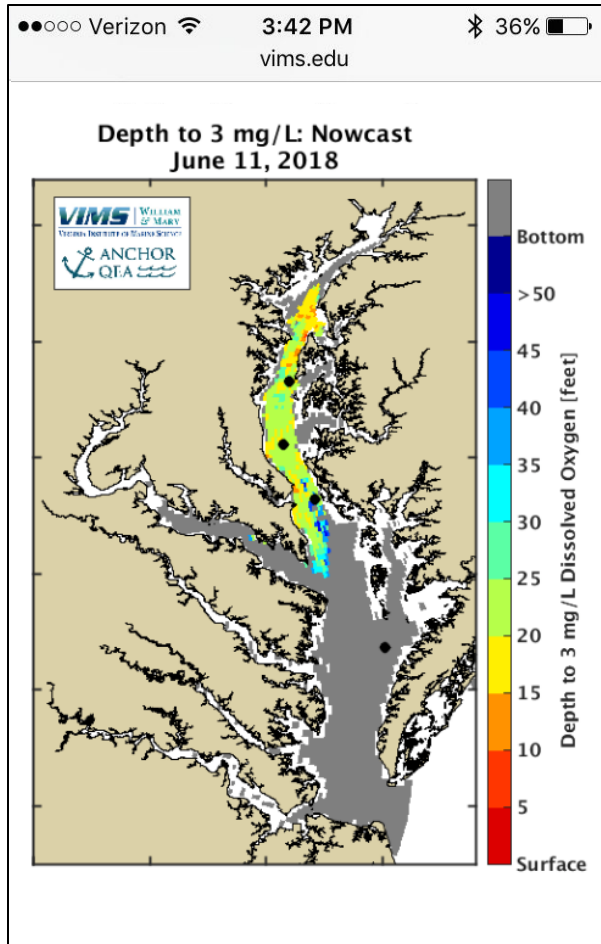 Verizon 3:42 PM 36%
vims.edu
Depth to 3 mg/L: Nowcast
June 11, 2018
VIMS | WILLIAM
& MARY
VIRGINIA INSTITUTE OF MARINE SCIENCE
ANCHOR
QEA
Bottom
>50
45
40
35
30
25
20
15
10
5
Surface
Depth to 3 mg/L Dissolved Oxygen [feet]